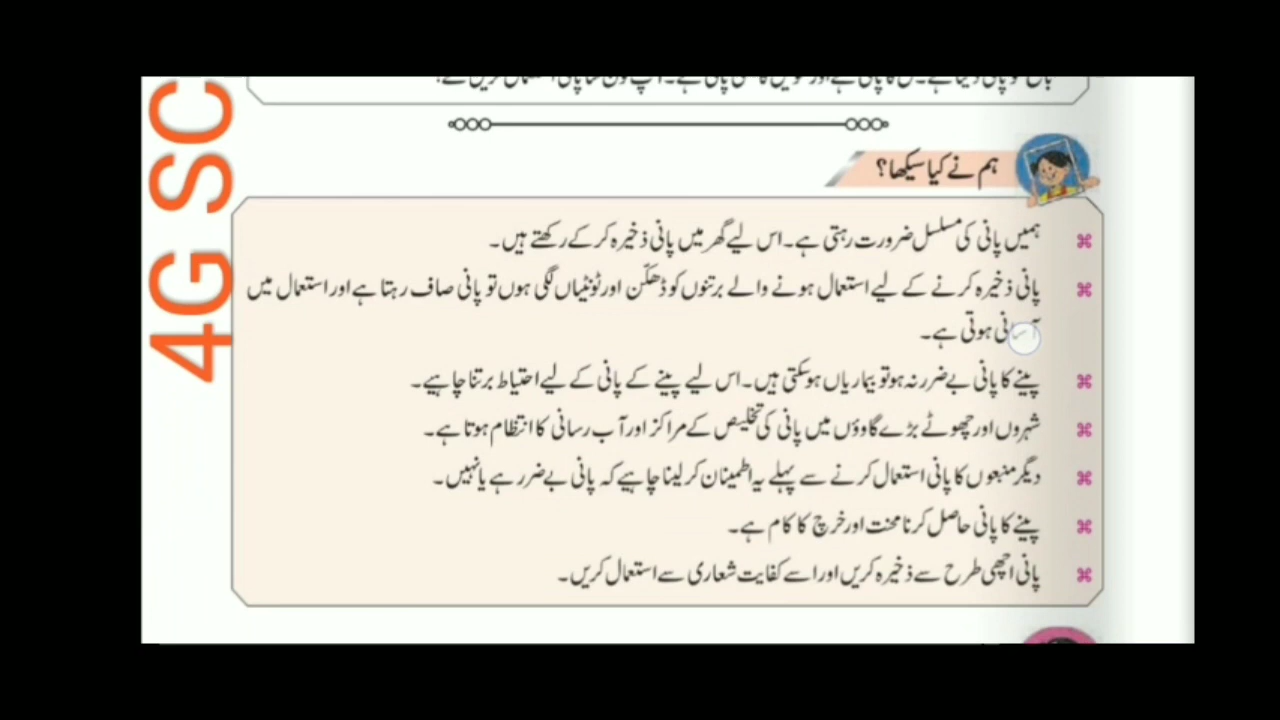 ہم نے کیا سیکھا؟
ہمیں پانی کی مسلسل ضرورت رہتی ہے۔ اس لیے گھر میں پانی ذخیرہ کر کے رکھتے ہیں۔
پانی ذخیرہ کرنے کے لیے استعمال ہونے والے برتنوں کو ڈھکّن اور ٹونٹیاں لگی ہوں تو پانی صاف رہتا ہے اور استعمال میں
آسانی ہوتی ہے۔
پینے کا پانی بے ضرر نہ ہو تو بیماریاں ہوسکتی ہیں۔ اس لیے پینے کے پانی کے لیے احتیاط برتنا چاہیے۔
شہروں اور چھوٹے بڑے گاوؤں میں پانی کی تخلیص کے مراکز اور آب رسانی کا انتظام ہوتا ہے۔
دیگر منبعوں کا پانی استعمال کرنے سے پہلے یہ اطمینان کر لینا چاہیے کہ پانی بے ضرر ہے یا نہیں۔
پینے کا پانی حاصل کرنا محنت اور خرچ کا کام ہے۔
پانی اچھی طرح سے ذخیرہ کریں اور اسے کفایت شعاری سے استعمال کریں۔
4G SC